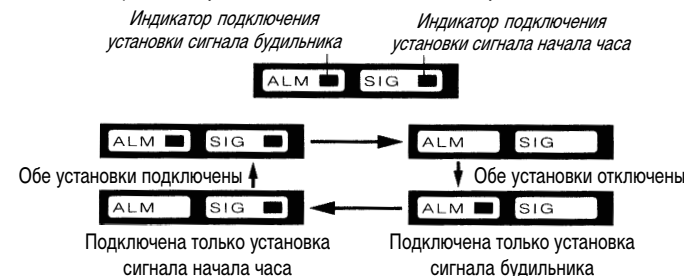 Индикатор подключения
установки сигнала будильника
Индикатор подключения
установки сигнала начала часа
ALM SIG
ALM SIG
ALM SIG
Обе установки подключены
Обе установки отключены
ALM SIG
ALM SIG
Подключена только установка
сигнала начала часа
Подключена только установка
сигнала будильника